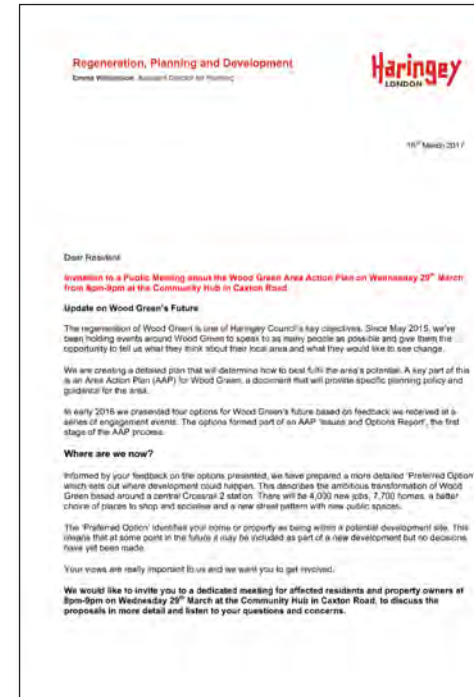 Regeneration, Planning and Development
Emma Williamson, Assistant Director for Planning
Haringey
LONDON
16th March 2017
Dear Resident
Invitation to a Public Meeting about the Wood Green Area Action Plan on Wednesday 29th March
from 8pm-9pm at the Community Hub in Caxton Road
Update on Wood Green's Future
The regeneration of Wood Green is one of Haringey Council's key objectives. Since May 2015, we've
been holding events around Wood Green to speak to as many people as possible and give them the
opportunity to tell us what they think about their local area and what they would like to see change.
We are creating a detailed plan that will determine how to best fulfil the area's potential. A key part of this
is an Area Action Plan (AAP) for Wood Green, a document that will provide specific planning policy and
guidance for the area.
In early 2016 we presented four options for Wood Green's future based on feedback we received at a
series of engagement events. The options formed part of an AAP 'Issues and Options Report', the first
stage of the AAP process.
Where are we now?
Informed by your feedback on the options presented, we have prepared a more detailed 'Preferred Option'
which sets out where development could happen. This describes the ambitious transformation of Wood
Green based around a central Crossrail 2 station. There will be 4,000 new jobs, 7,700 homes, a better
choice of places to shop and socialise and a new street pattern with new public spaces.
The 'Preferred Option' identified your home or property as being within a potential development site. This
means that at some point in the future it may be included as part of a new development but no decisions
have yet been made.
Your views are really important to us and we want you to get involved.
We would like to invite you to a dedicated meeting for affected residents and property owners at
8pm-9pm on Wednesday 29th March at the Community Hub in Caxton Road, to discuss the
proposals in more detail and listen to your questions and concerns.